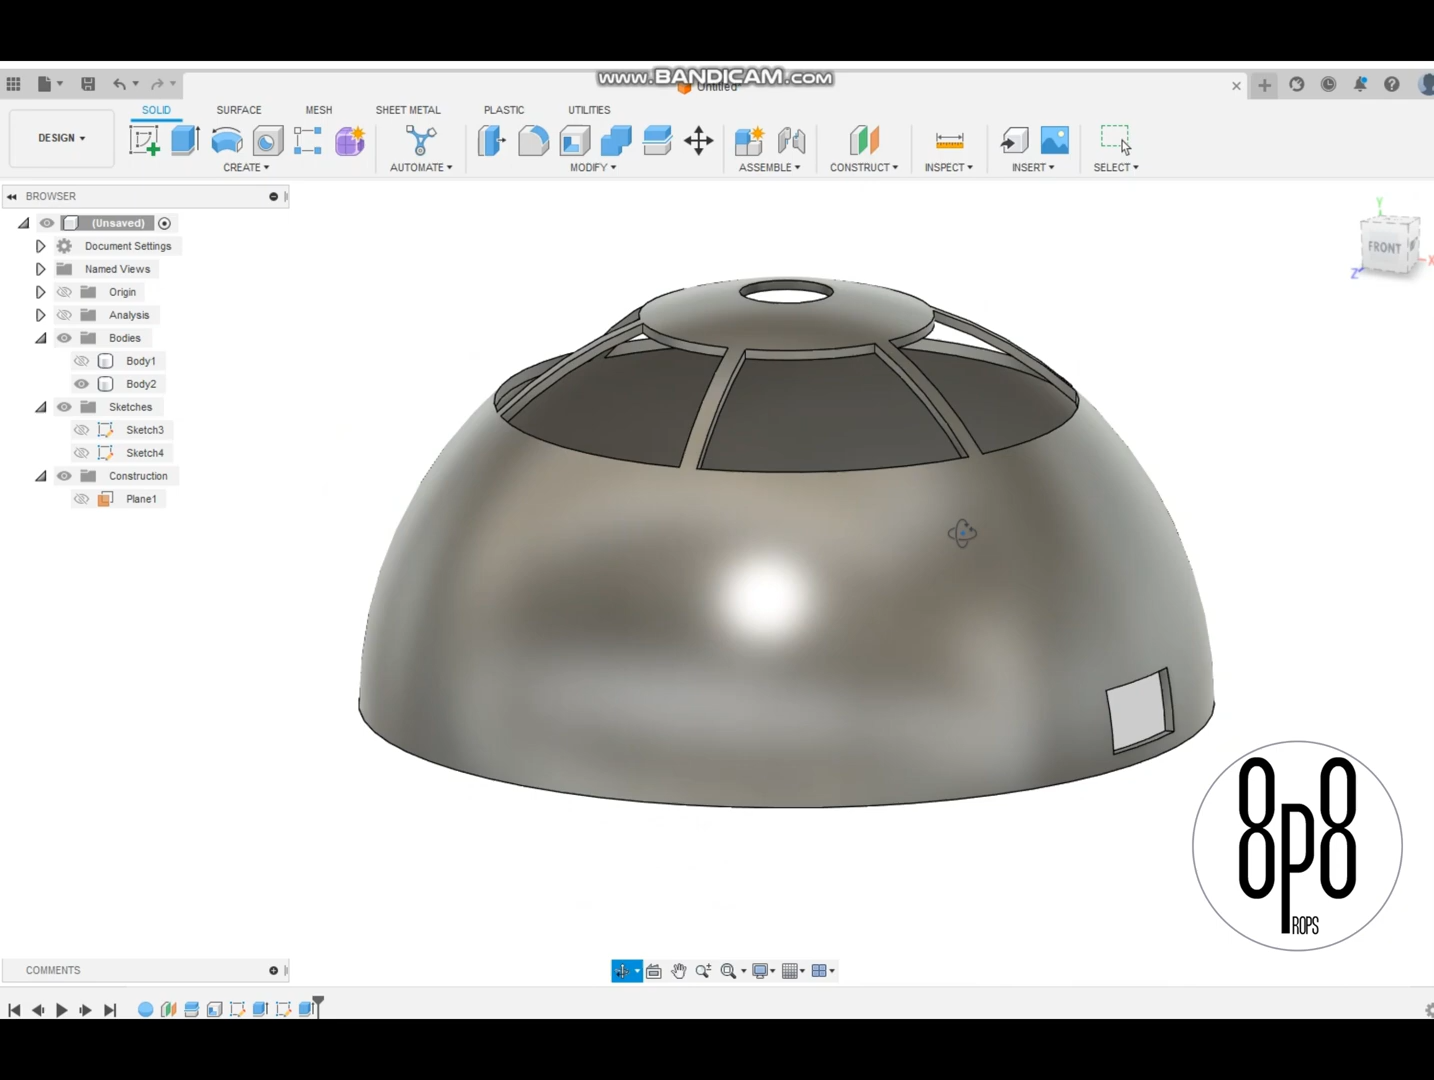 www.BANDICAM.com
Untitled*
SOLID SURFACE MESH SHEET METAL PLASTIC UTILITIES
DESIGN
CREATE AUTOMATE MODIFY ASSEMBLE CONSTRUCT INSPECT INSERT SELECT
BROWSER
(Unsaved)
Document Settings
Named Views
Origin
Analysis
Bodies
Body1
Body2
Sketches
Sketch3
Sketch4
Construction
Plane1
Y
FRONT
X
Z
8P8
ROPS
COMMENTS